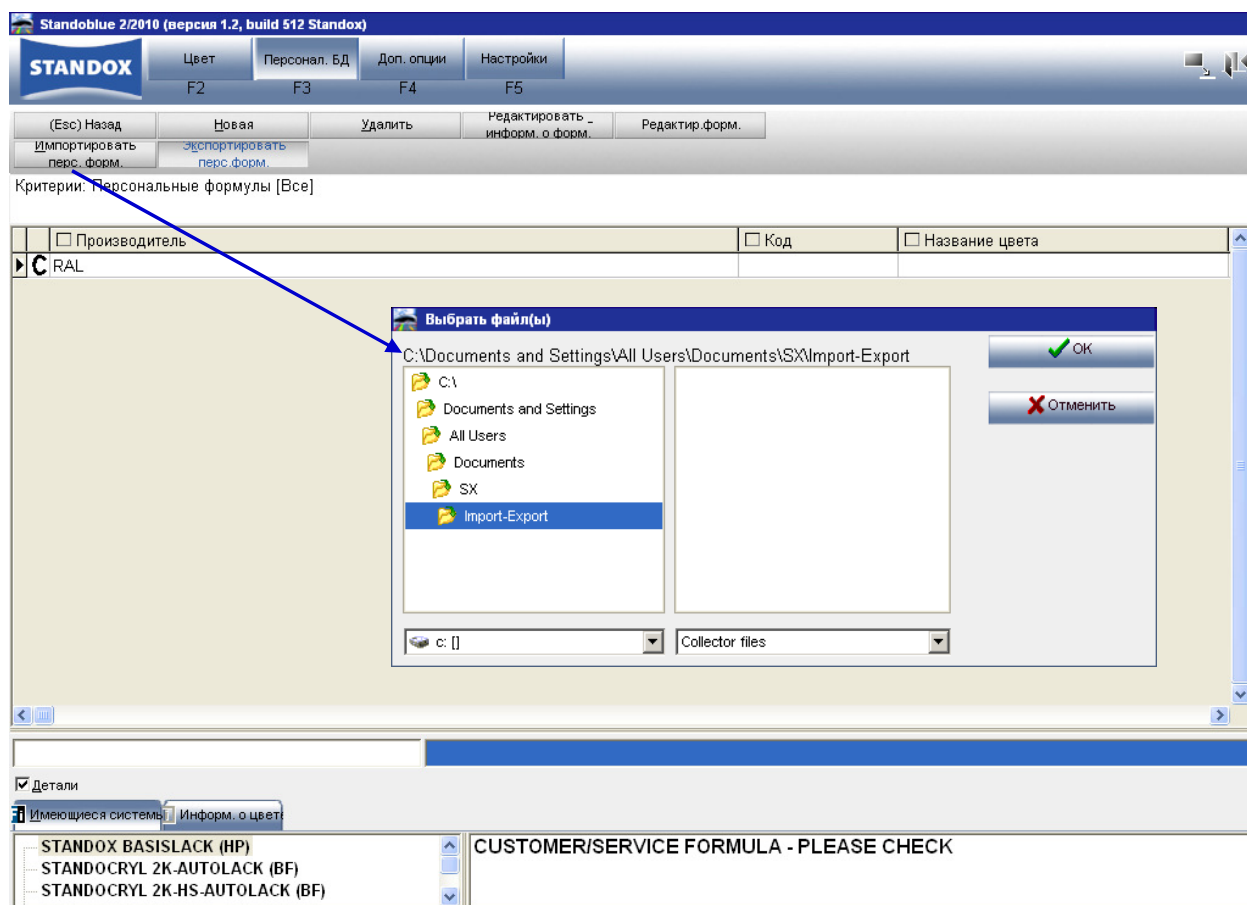 Standoblue 2/2010 (версия 1.2, build 512 Standox)
STANDOX
Цвет Персонал. БД Доп. опции Настройки
F2 F3 F4 F5
(Esc) Назад Новая Удалить Редактировать _ информ. о форм. Редактир.форм.
Импортировать перс. форм. Экспортировать перс.форм.
Критерии: Персональные формулы [Все]
Производитель Код Название цвета
C RAL
Выбрать файл(ы)
C:\Documents and Settings\All Users\Documents\SX\Import-Export
OK
C:\
Documents and Settings
Отменить
All Users
Documents
SX
Import-Export
c: [] Collector files
Детали
Имеющиеся системы Информ. о цвете
STANDOX BASISLACK (HP)
STANDOCRYL 2K-AUTOLACK (BF)
STANDOCRYL 2K-HS-AUTOLACK (BF)
CUSTOMER/SERVICE FORMULA - PLEASE CHECK